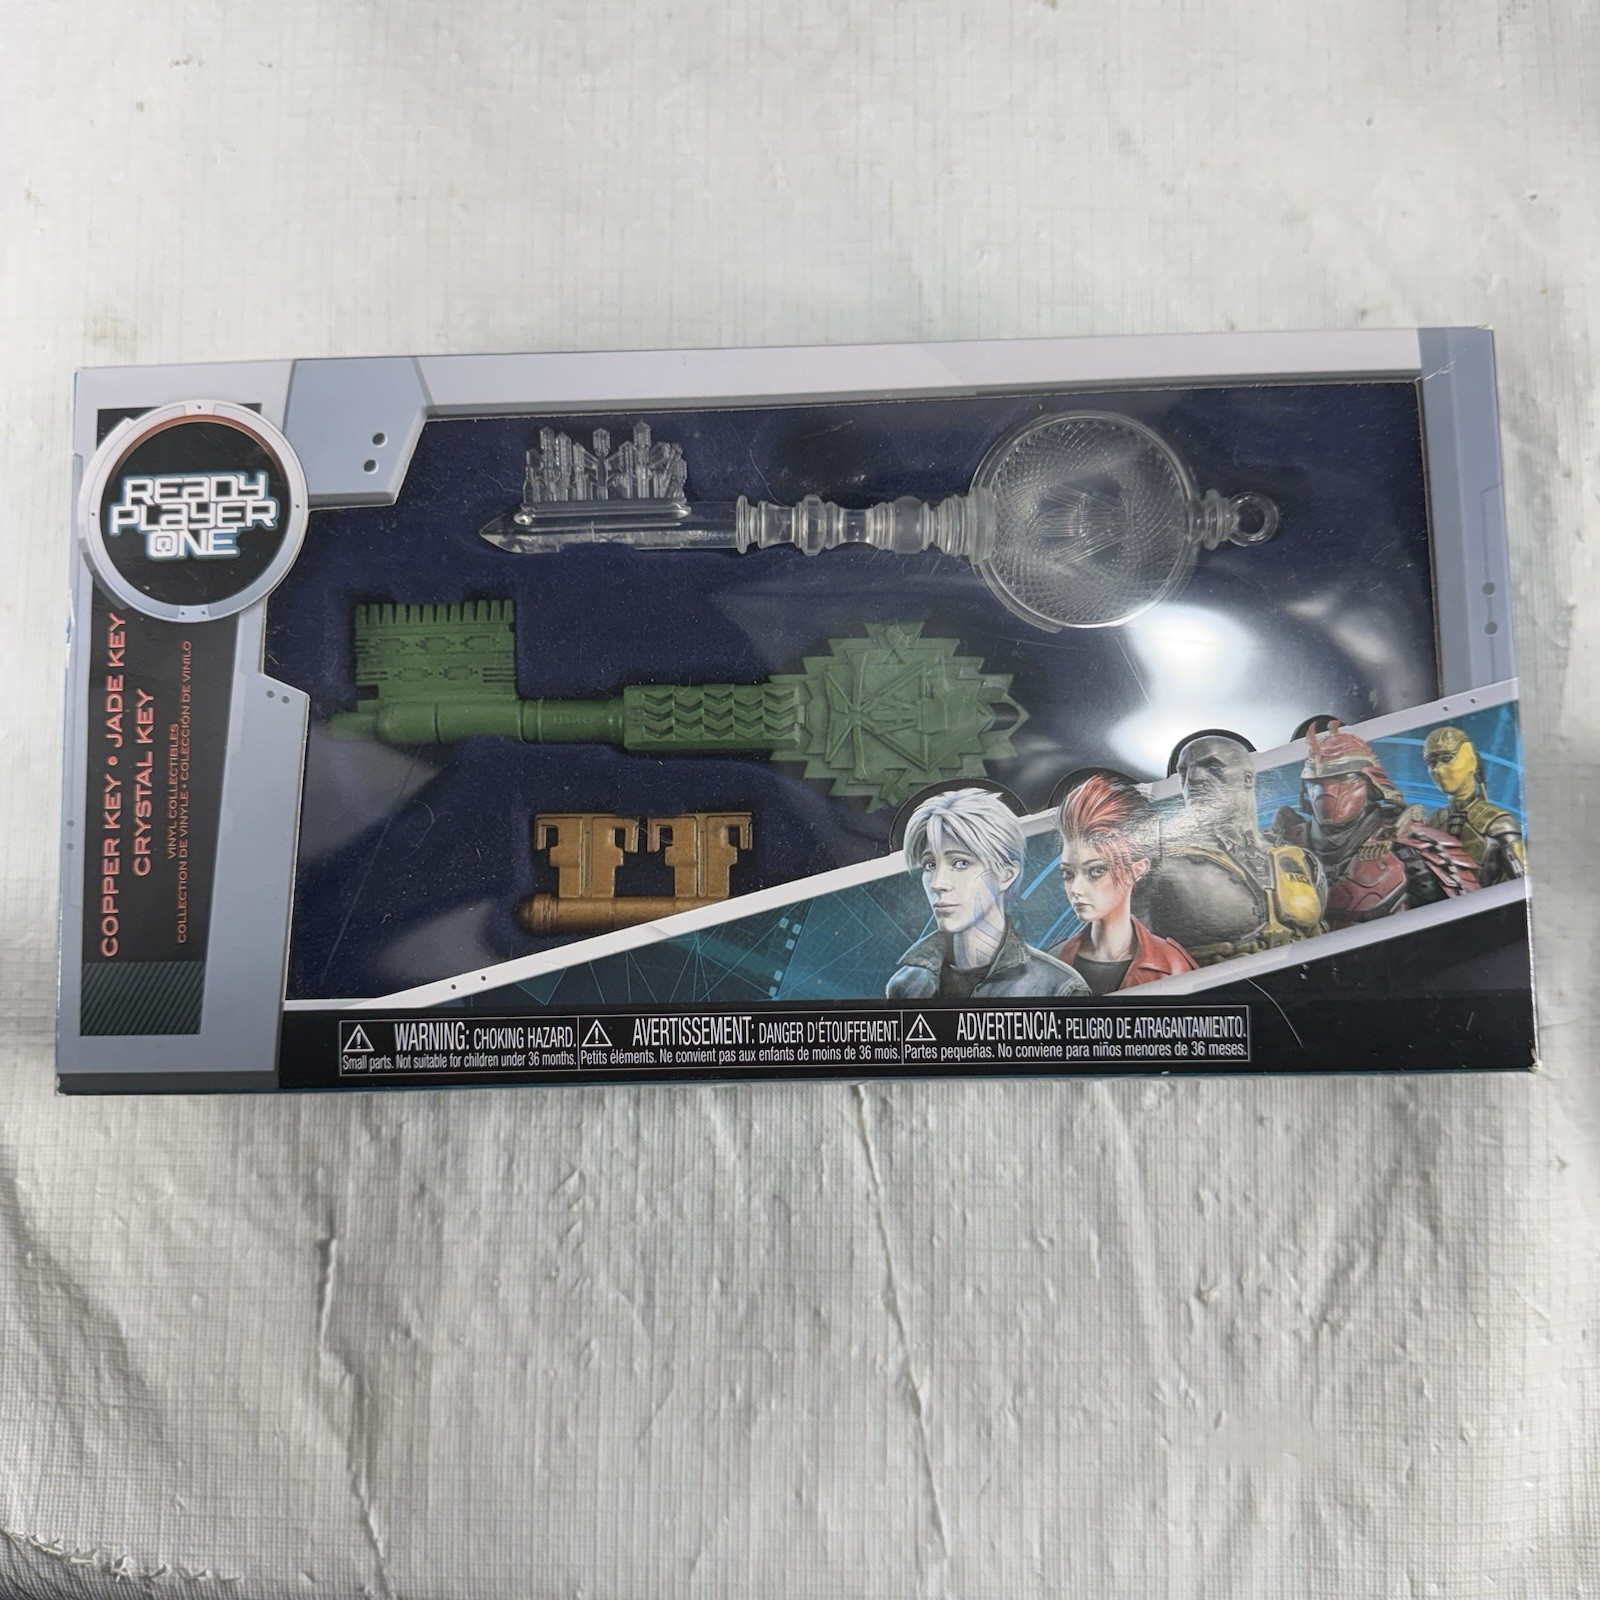 READY
PLAYER
ONE
COPPER KEY • JADE KEY
CRYSTAL KEY
VINYL COLLECTIBLES
COLLECTION DE VINYLE • COLECCIÓN DE VINILO
WARNING: CHOKING HAZARD.
Small parts. Not suitable for children under 36 months.
AVERTISSEMENT: DANGER D'ÉTOUFFEMENT.
Petits éléments. Ne convient pas aux enfants de moins de 36 mois.
ADVERTENCIA: PELIGRO DE ATRAGANTAMIENTO.
Partes pequeñas. No conviene para niños menores de 36 meses.